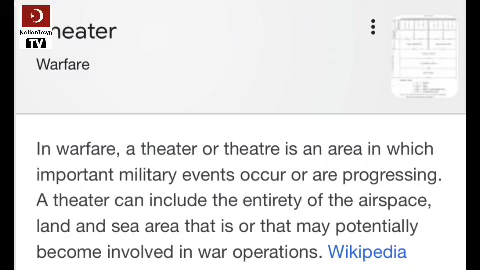 NationTown
TV
heater
Warfare
In warfare, a theater or theatre is an area in which
important military events occur or are progressing.
A theater can include the entirety of the airspace,
land and sea area that is or that may potentially
become involved in war operations. Wikipedia